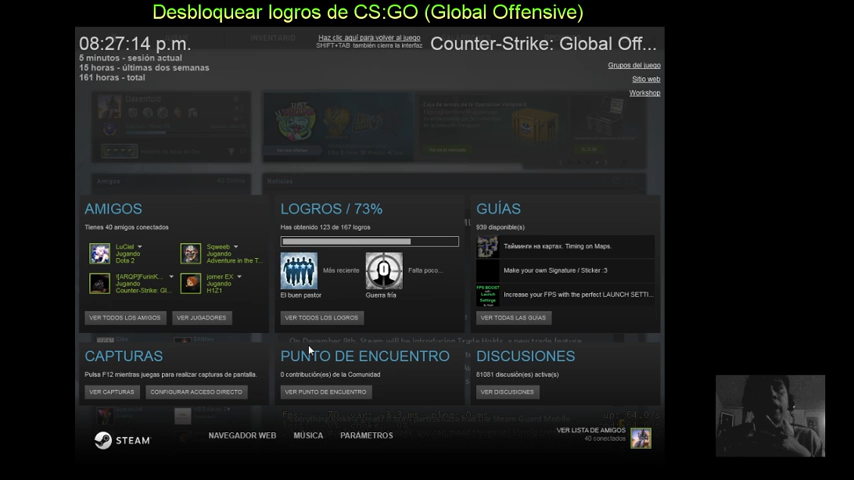 Desbloquear logros de CS:GO (Global Offensive)
08:27:14 p.m.
Haz clic aquí para volver al juego
SHIFT+TAB también cierra la interfaz
Counter-Strike: Global Off...
5 minutos - sesión actual
15 horas - últimas dos semanas
161 horas - total
Grupos del juego
Sitio web
Workshop
AMIGOS
Tienes 40 amigos conectados
LuCiel
Jugando
Dota 2
Sqweeb
Jugando
Adventure in the T...
Jugando
Counter-Strike: Gl...
jorner EX
Jugando
H1Z1
VER TODOS LOS AMIGOS
VER JUGADORES
LOGROS / 73%
Has obtenido 123 de 167 logros
Más reciente
Falta poco...
El buen pastor
Guerra fría
VER TODOS LOS LOGROS
GUÍAS
939 disponible(s)
Тайминги на картах. Timing on Maps.
Make your own Signature / Sticker :3
Increase your FPS with the perfect LAUNCH SETTI...
VER TODAS LAS GUÍAS
CAPTURAS
Pulsa F12 mientras juegas para realizar capturas de pantalla.
VER CAPTURAS
CONFIGURAR ACCESO DIRECTO
PUNTO DE ENCUENTRO
0 contribución(es) de la Comunidad
VER PUNTO DE ENCUENTRO
DISCUSIONES
81081 discusión(es) activa(s)
VER DISCUSIONES
STEAM
NAVEGADOR WEB
MÚSICA
PARÁMETROS
VER LISTA DE AMIGOS
40 conectados